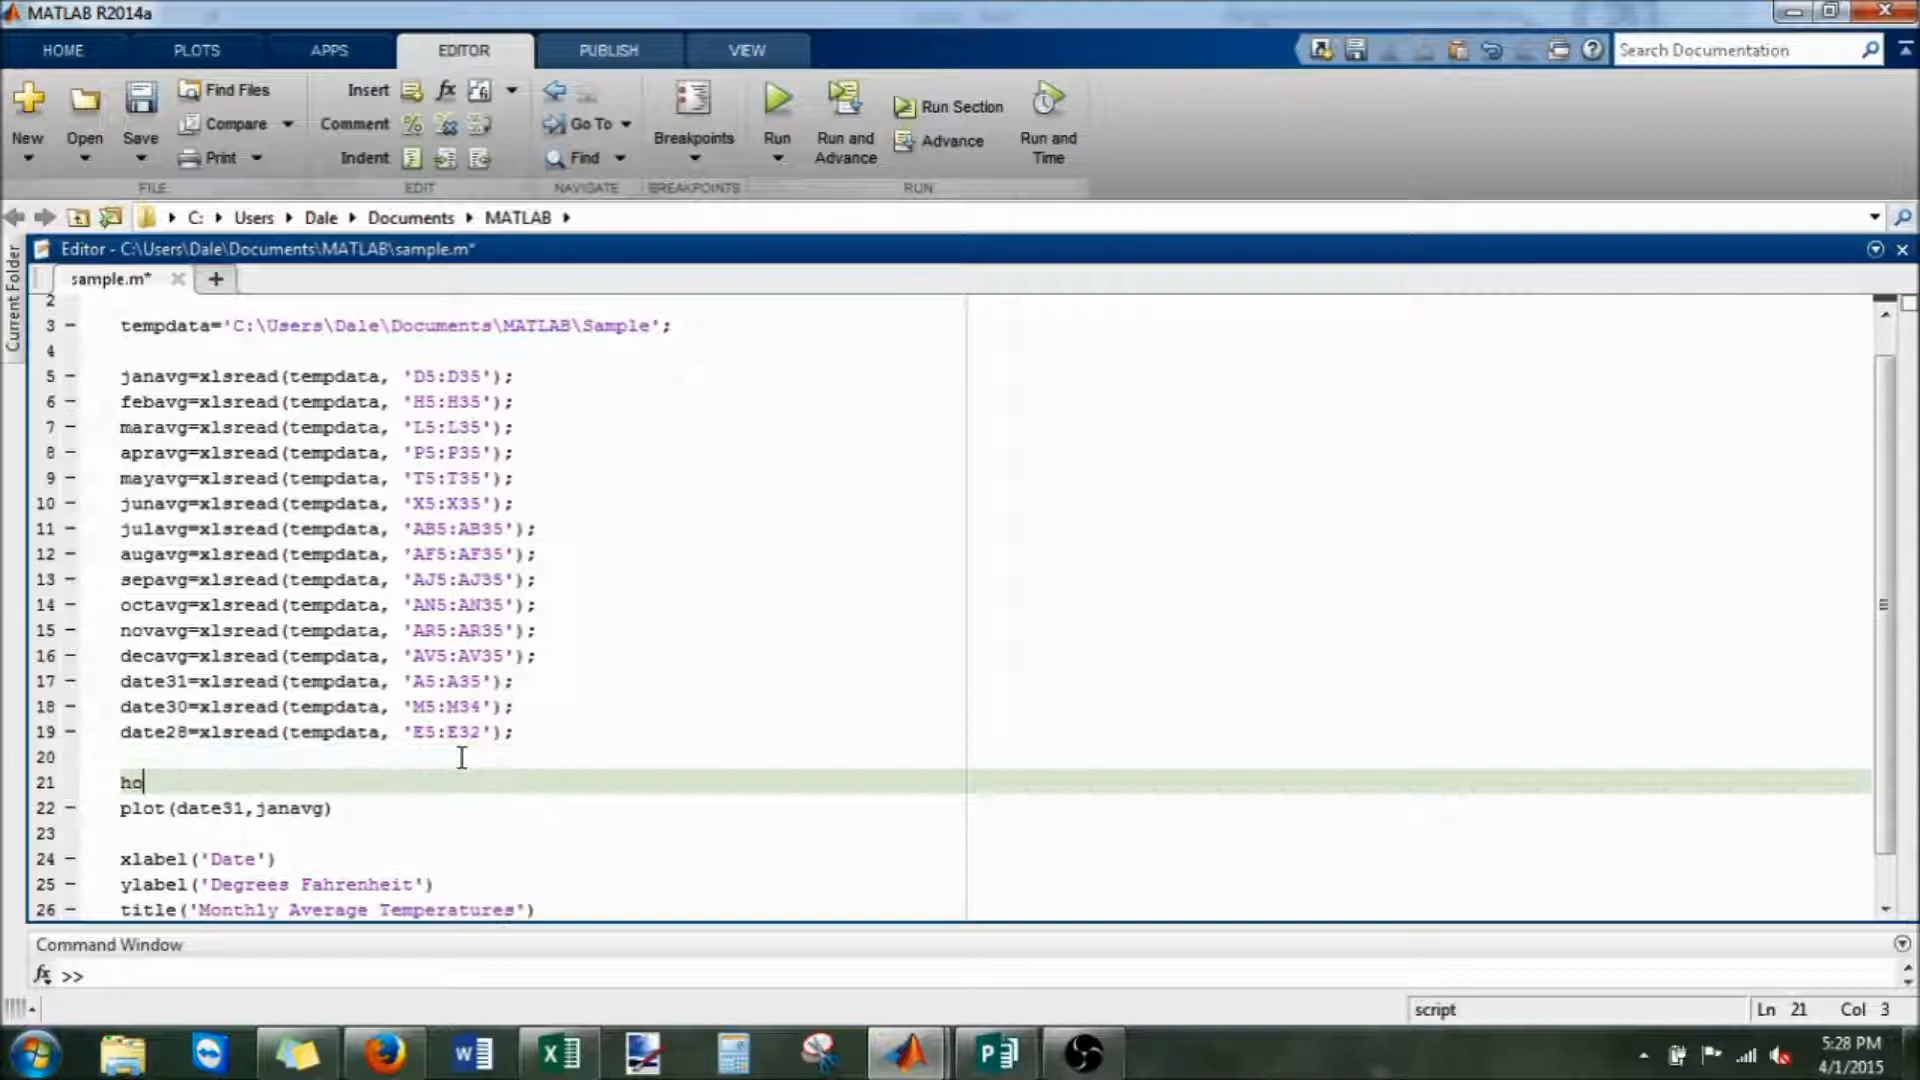 MATLAB R2014a
HOME PLOTS APPS EDITOR PUBLISH VIEW Search Documentation
New Open Save Find Files Compare Print
Insert Comment Indent
Go To Find
Breakpoints
Run Run and Advance Run Section Advance Run and Time
FILE EDIT NAVIGATE BREAKPOINTS RUN
C: Users Dale Documents MATLAB
Current Folder
Editor - C:\Users\Dale\Documents\MATLAB\sample.m*
sample.m*
2
3 - tempdata='C:\Users\Dale\Documents\MATLAB\Sample';
4
5 - janavg=xlsread(tempdata, 'D5:D35');
6 - febavg=xlsread(tempdata, 'H5:H35');
7 - maravg=xlsread(tempdata, 'L5:L35');
8 - apravg=xlsread(tempdata, 'P5:P35');
9 - mayavg=xlsread(tempdata, 'T5:T35');
10 - junavg=xlsread(tempdata, 'X5:X35');
11 - julavg=xlsread(tempdata, 'AB5:AB35');
12 - augavg=xlsread(tempdata, 'AF5:AF35');
13 - sepavg=xlsread(tempdata, 'AJ5:AJ35');
14 - octavg=xlsread(tempdata, 'AN5:AN35');
15 - novavg=xlsread(tempdata, 'AR5:AR35');
16 - decavg=xlsread(tempdata, 'AV5:AV35');
17 - date31=xlsread(tempdata, 'A5:A35');
18 - date30=xlsread(tempdata, 'M5:M34');
19 - date28=xlsread(tempdata, 'E5:E32');
20
21 ho
22 - plot(date31,janavg)
23
24 - xlabel('Date')
25 - ylabel('Degrees Fahrenheit')
26 - title('Monthly Average Temperatures')
Command Window
fx >>
script Ln 21 Col 3
5:28 PM
4/1/2015